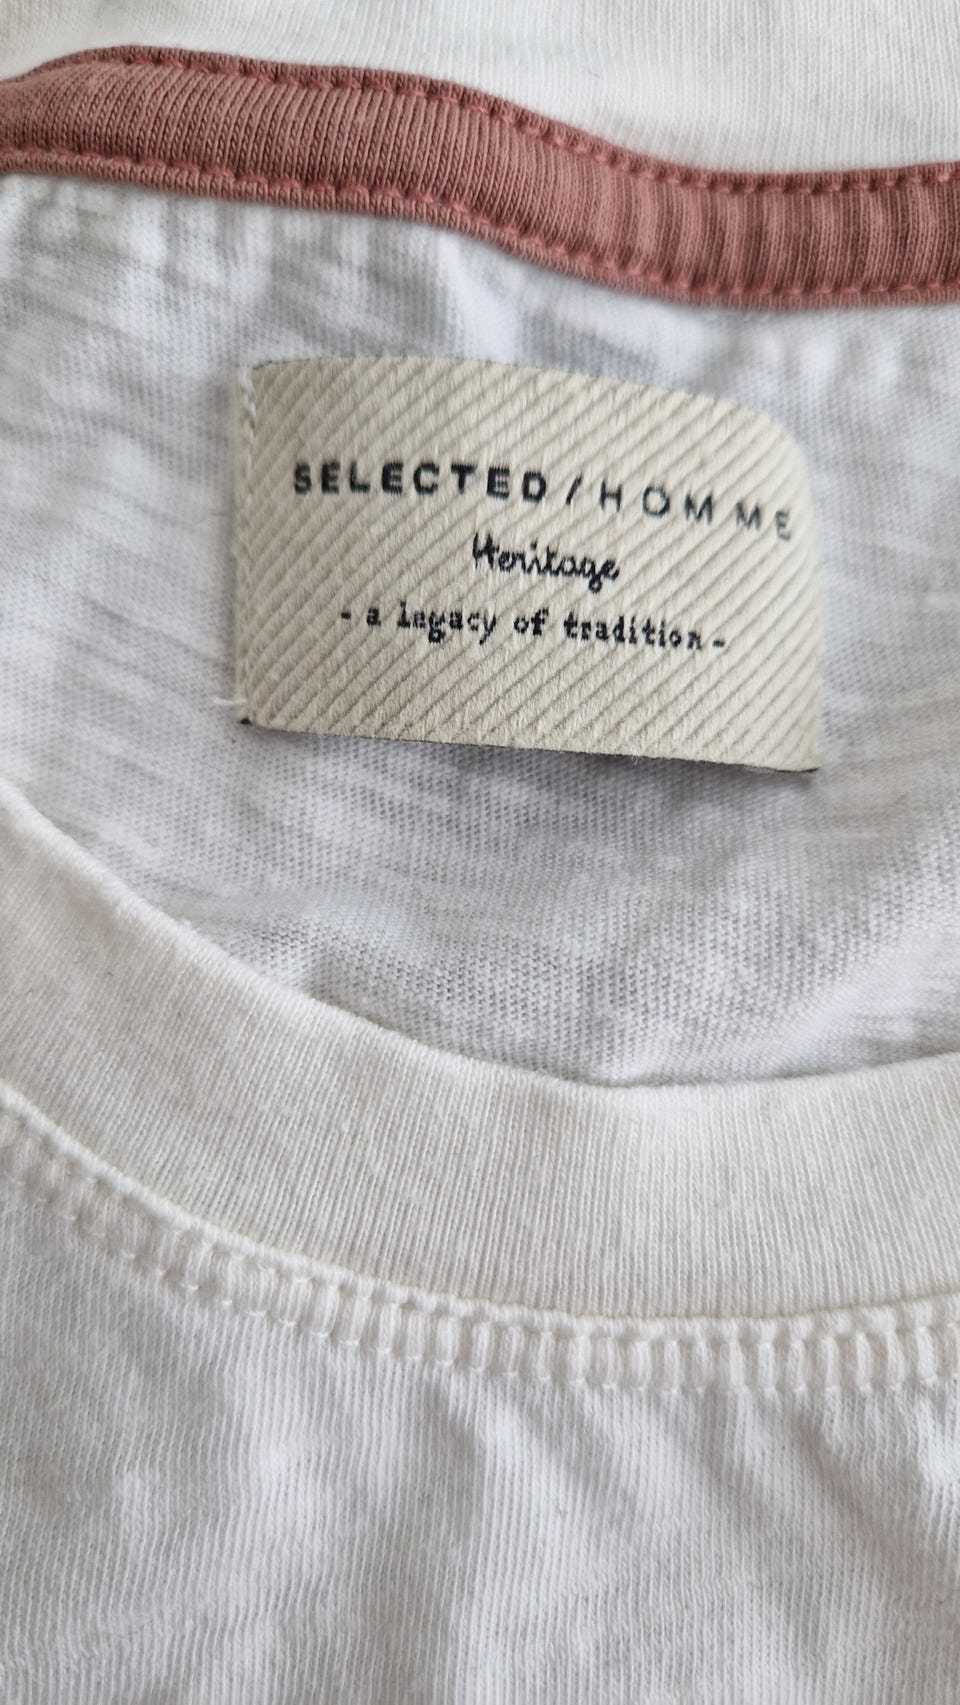 SELECTED/HOMME
Heritage
- a legacy of tradition -